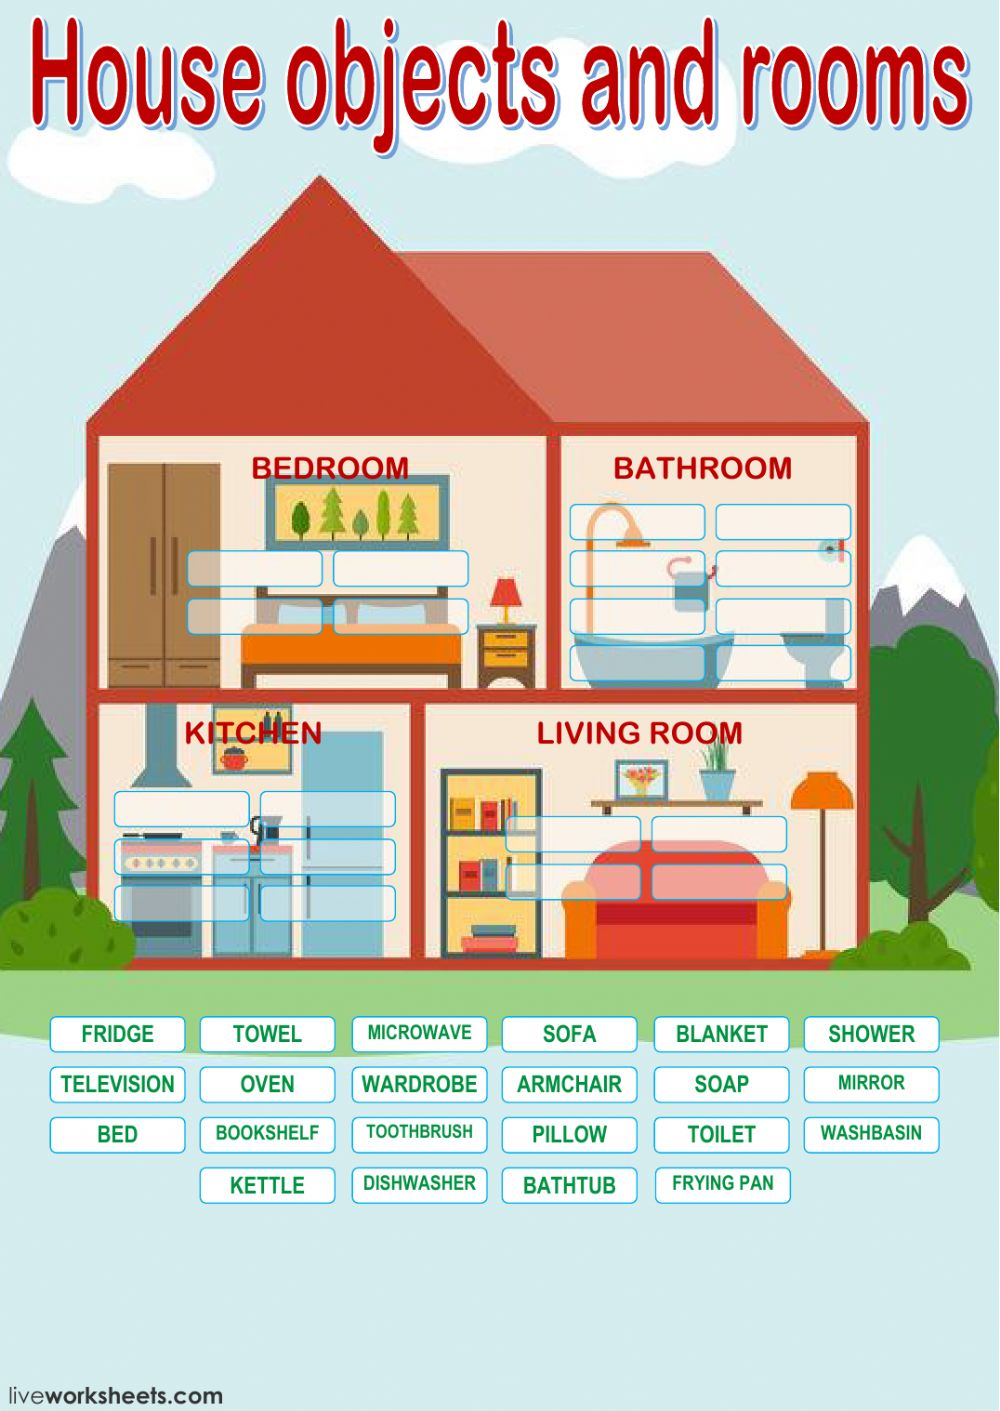 House objects and rooms
BEDROOM
BATHROOM
KITCHEN
LIVING ROOM
FRIDGE TOWEL MICROWAVE SOFA BLANKET SHOWER
TELEVISION OVEN WARDROBE ARMCHAIR SOAP MIRROR
BED BOOKSHELF TOOTHBRUSH PILLOW TOILET WASHBASIN
KETTLE DISHWASHER BATHTUB FRYING PAN
liveworksheets.com